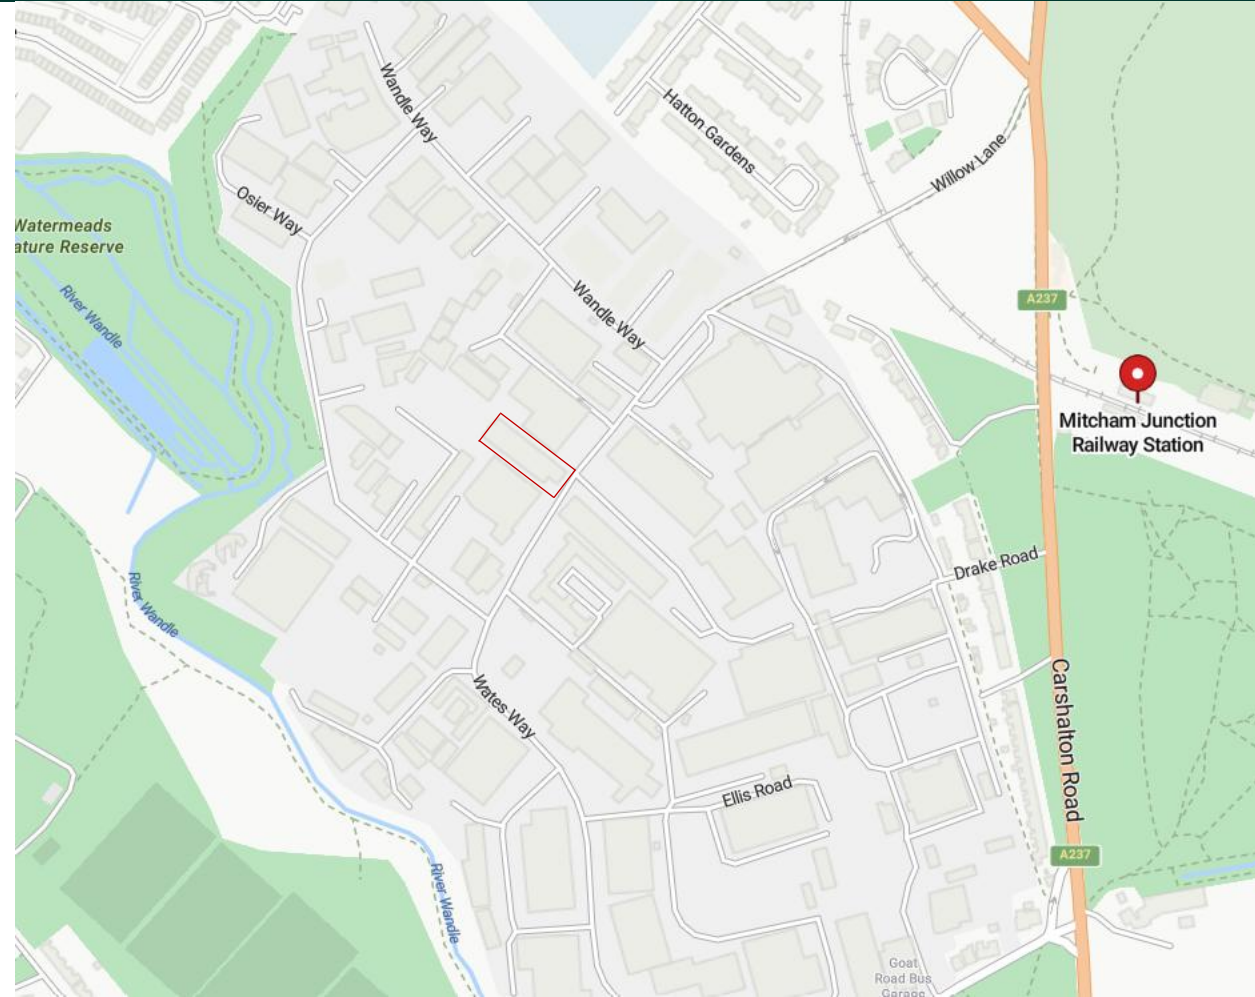 Wandle Way
Hatton Gardens
Willow Lane
Osier Way
Watermeads
ature Reserve
River Wandle
Wandle Way
A237
Mitcham Junction
Railway Station
Drake Road
River Wandle
Wates Way
Carshalton Road
Ellis Road
A237
River Wandle
Goat
Road Bus
Garage